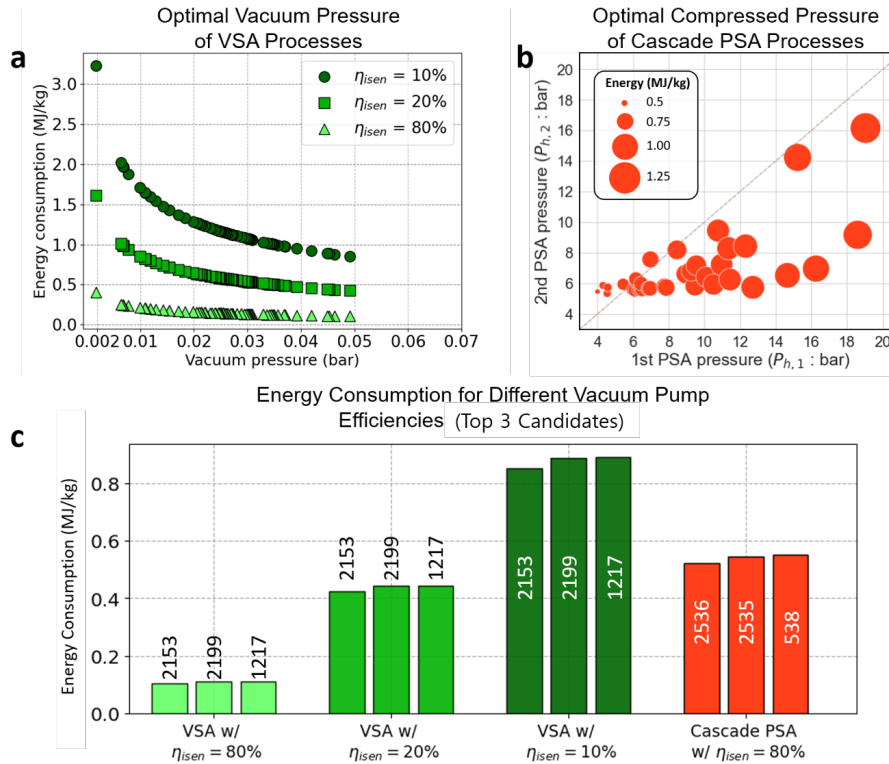 Optimal Vacuum Pressure
of VSA Processes
a
η_isen = 10%
η_isen = 20%
η_isen = 80%
Energy consumption (MJ/kg)
3.0
2.5
2.0
1.5
1.0
0.5
0.0
0.002 0.01 0.02 0.03 0.04 0.05 0.06 0.07
Vacuum pressure (bar)
Optimal Compressed Pressure
of Cascade PSA Processes
b
Energy (MJ/kg)
0.5
0.75
1.00
1.25
2nd PSA pressure (P_h,2 : bar)
20
18
16
14
12
10
8
6
4
4 6 8 10 12 14 16 18 20
1st PSA pressure (P_h,1 : bar)
Energy Consumption for Different Vacuum Pump
Efficiencies (Top 3 Candidates)
c
Energy Consumption (MJ/kg)
0.8
0.6
0.4
0.2
0.0
2153 2199 1217
2153 2199 1217
2153 2199 1217
2536 2535 538
VSA w/
η_isen = 80%
VSA w/
η_isen = 20%
VSA w/
η_isen = 10%
Cascade PSA
w/ η_isen = 80%